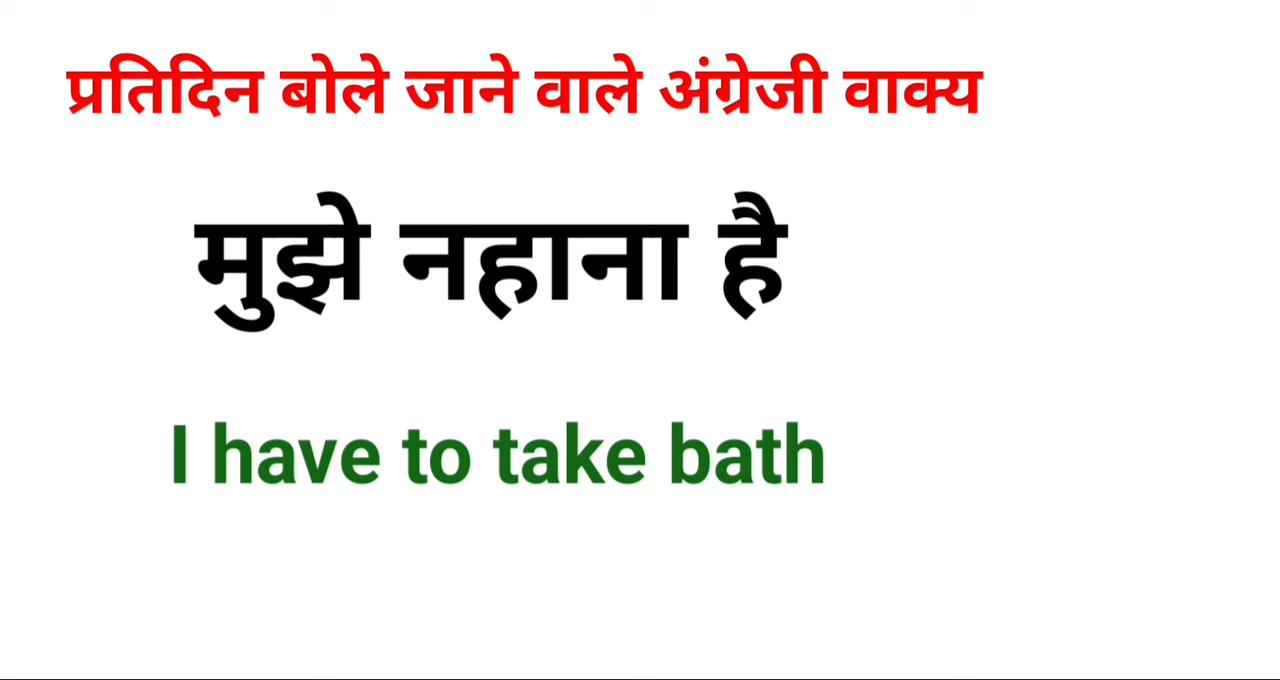 प्रतिदिन बोले जाने वाले अंग्रेजी वाक्य
मुझे नहाना है
I have to take bath